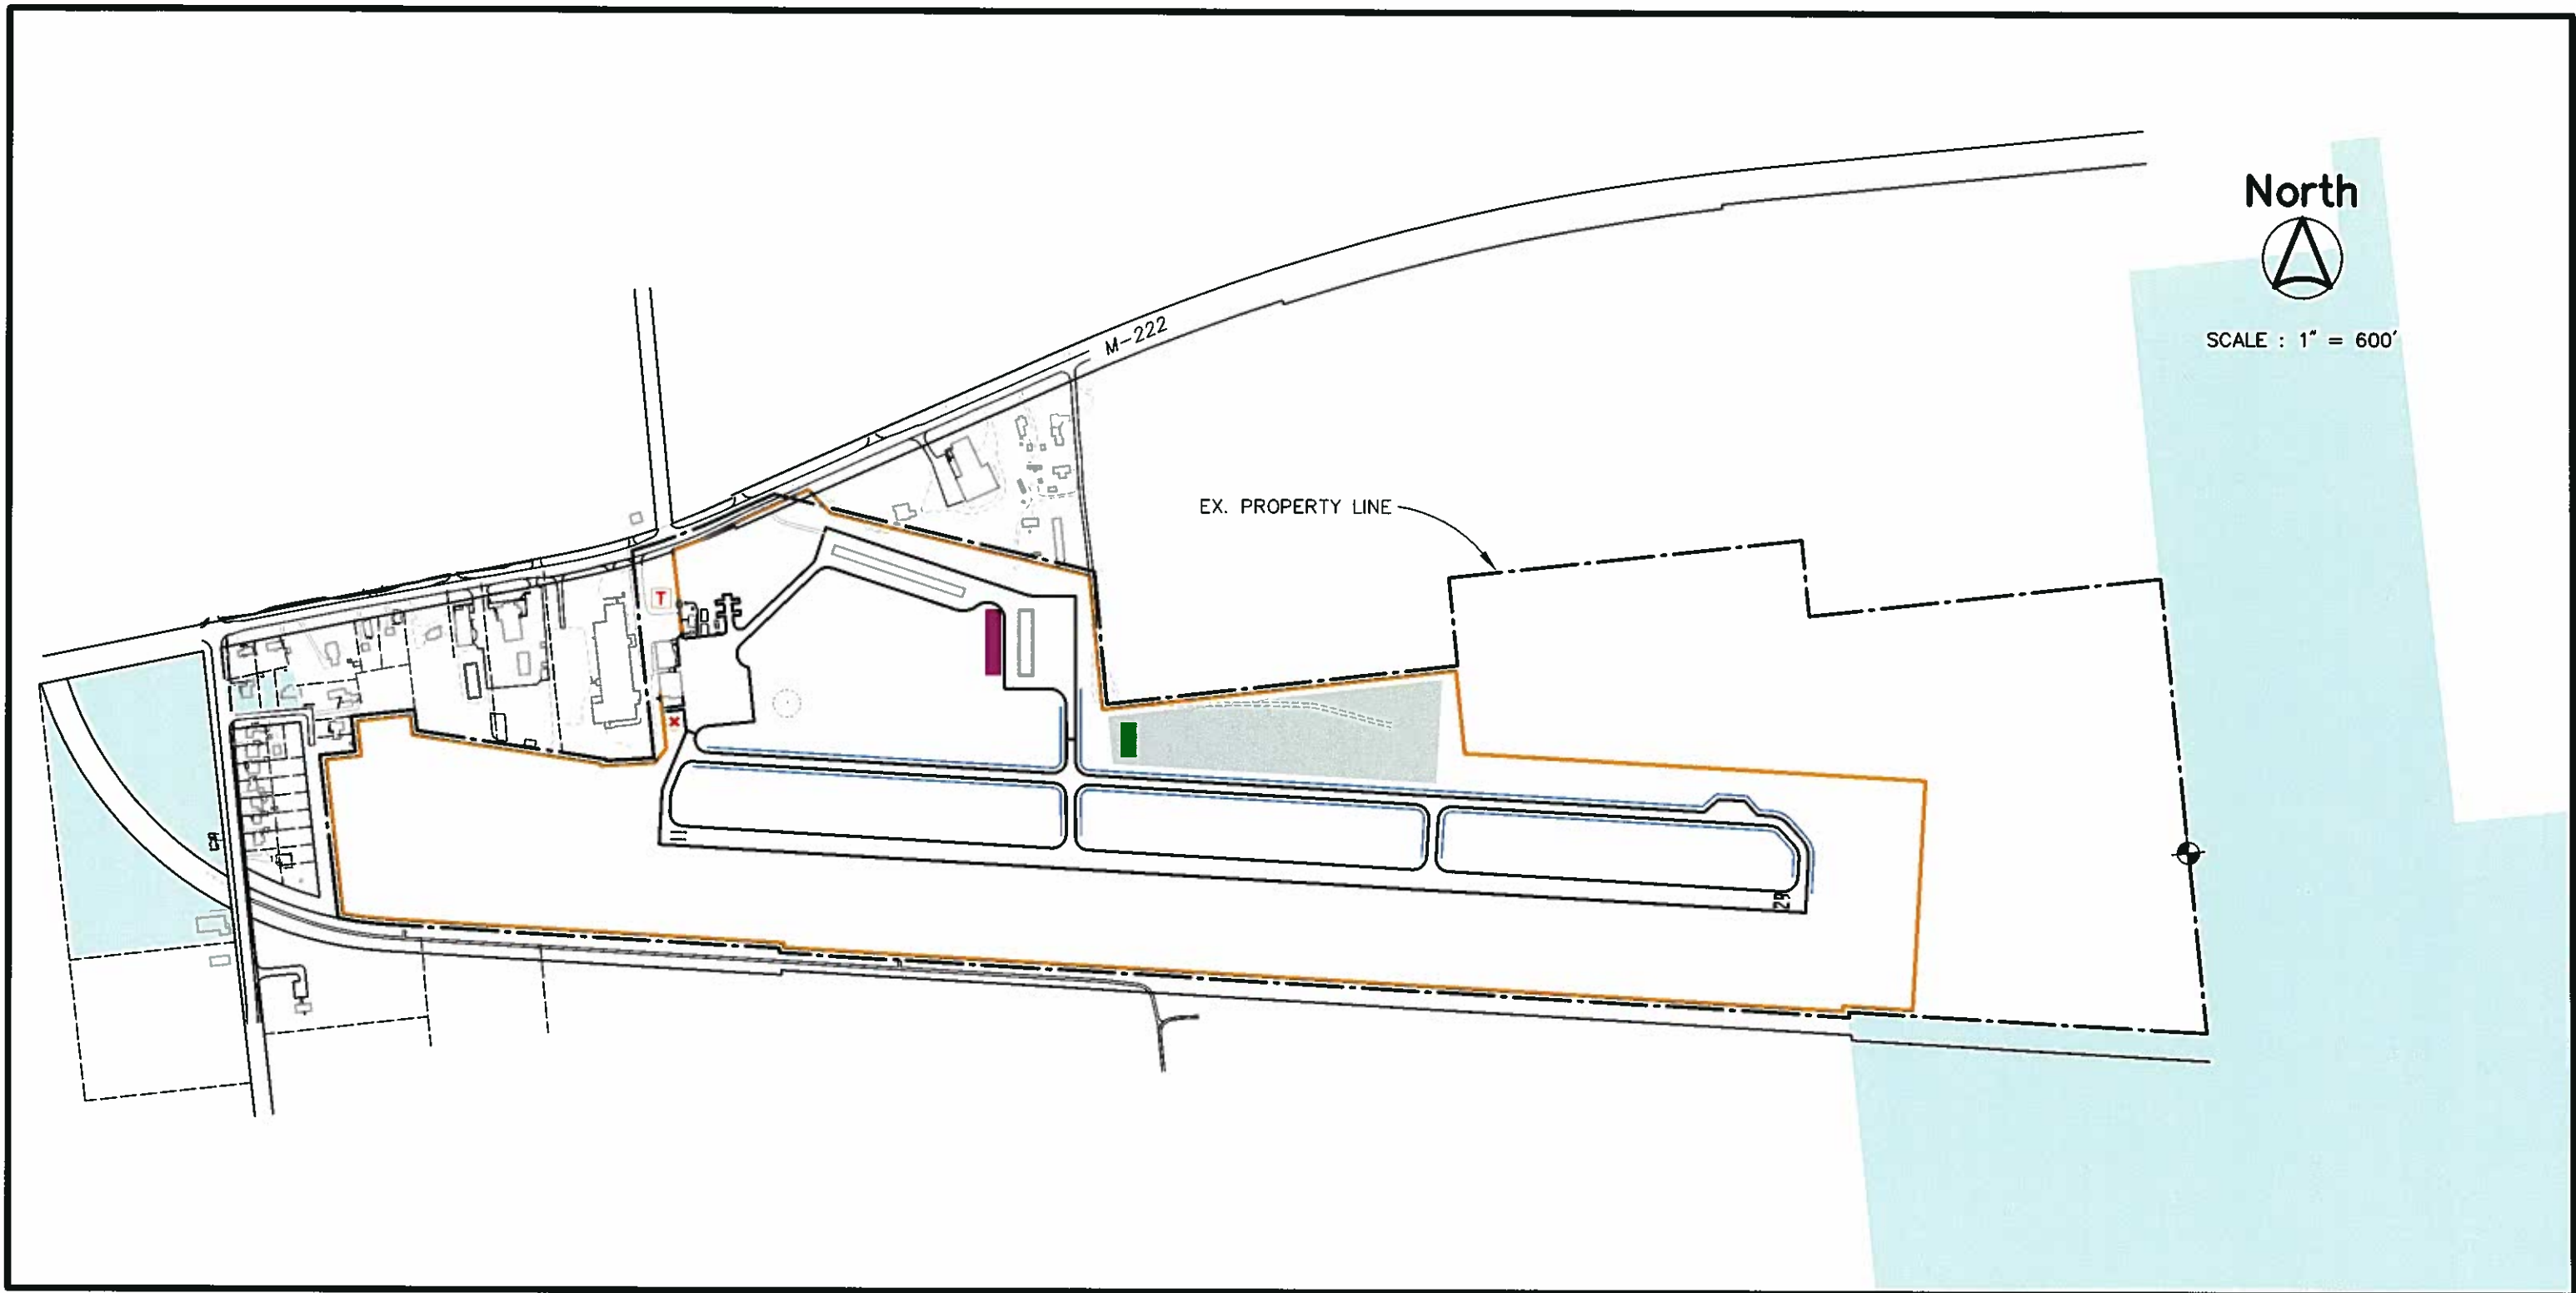 North
SCALE : 1" = 600'
M-222
EX. PROPERTY LINE
T
x
29